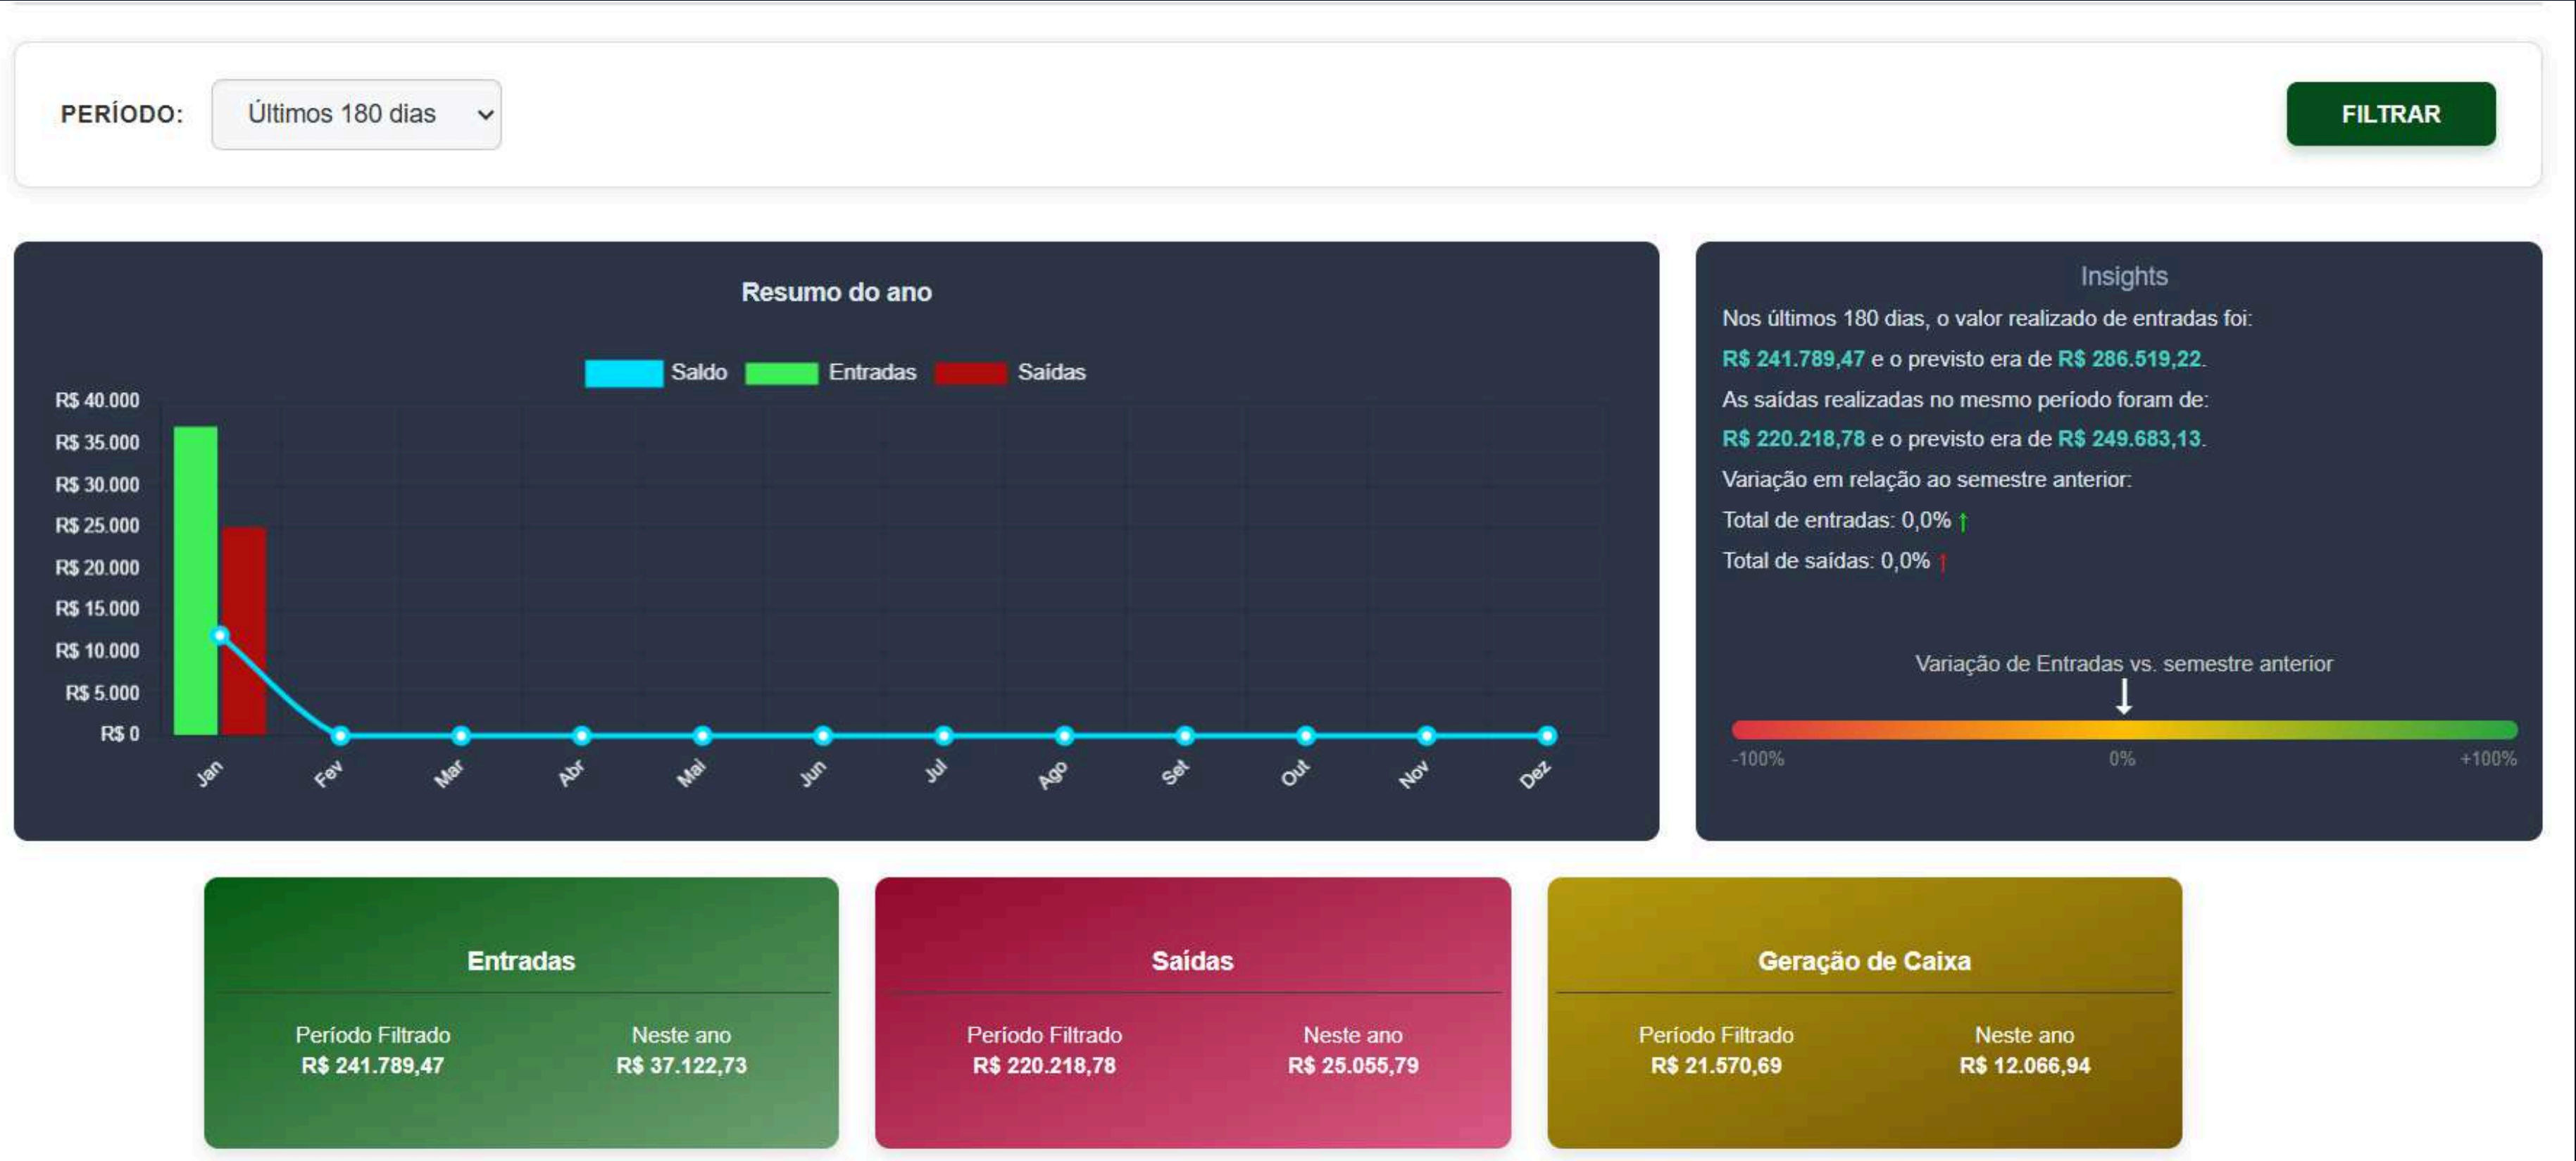 PERÍODO: Últimos 180 dias FILTRAR
Resumo do ano
Saldo Entradas Saídas
R$ 40.000
R$ 35.000
R$ 30.000
R$ 25.000
R$ 20.000
R$ 15.000
R$ 10.000
R$ 5.000
R$ 0
Jan Fev Mar Abr Mai Jun Jul Ago Set Out Nov Dez
Insights
Nos últimos 180 dias, o valor realizado de entradas foi:
R$ 241.789,47 e o previsto era de R$ 286.519,22.
As saídas realizadas no mesmo período foram de:
R$ 220.218,78 e o previsto era de R$ 249.683,13.
Variação em relação ao semestre anterior:
Total de entradas: 0,0% ↑
Total de saídas: 0,0% ↑
Variação de Entradas vs. semestre anterior
-100% 0% +100%
Entradas
Período Filtrado Neste ano
R$ 241.789,47 R$ 37.122,73
Saídas
Período Filtrado Neste ano
R$ 220.218,78 R$ 25.055,79
Geração de Caixa
Período Filtrado Neste ano
R$ 21.570,69 R$ 12.066,94